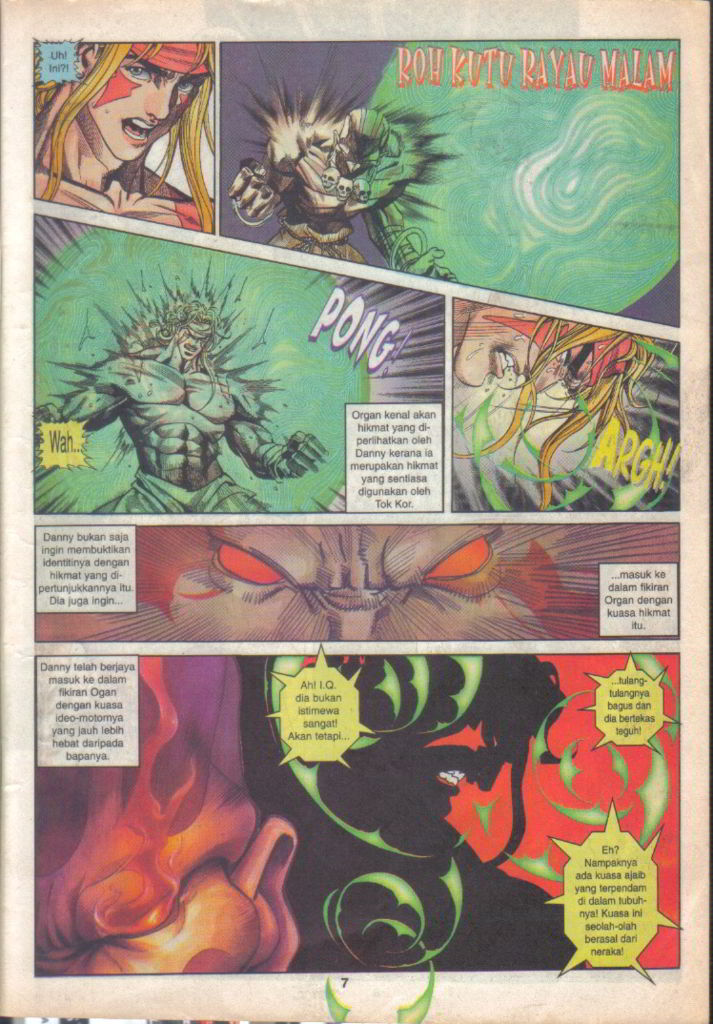 Uh!
Ini?!
ROH KUTU RAYAU MALAM
PONG!
Wah...
Organ kenal akan
hikmat yang di-
perlihatkan oleh
Danny kerana ia
merupakan hikmat
yang sentiasa
digunakan oleh
Tok Kor.
ARGH!
Danny bukan saja
ingin membuktikan
identitinya dengan
hikmat yang di-
pertunjukkannya itu.
Dia juga ingin...
...masuk ke
dalam fikiran
Organ dengan
kuasa hikmat
itu.
Danny telah berjaya
masuk ke dalam
fikiran Ogan
dengan kuasa
ideo-motornya
yang jauh lebih
hebat daripada
bapanya.
Ah! I.Q.
dia bukan
istimewa
sangat!
Akan tetapi...
...tulang-
tulangnya
bagus dan
dia bertekas
teguh!
Eh?
Nampaknya
ada kuasa ajaib
yang terpendam
di dalam tubuh-
nya! Kuasa ini
seolah-olah
berasal dari
neraka!
7